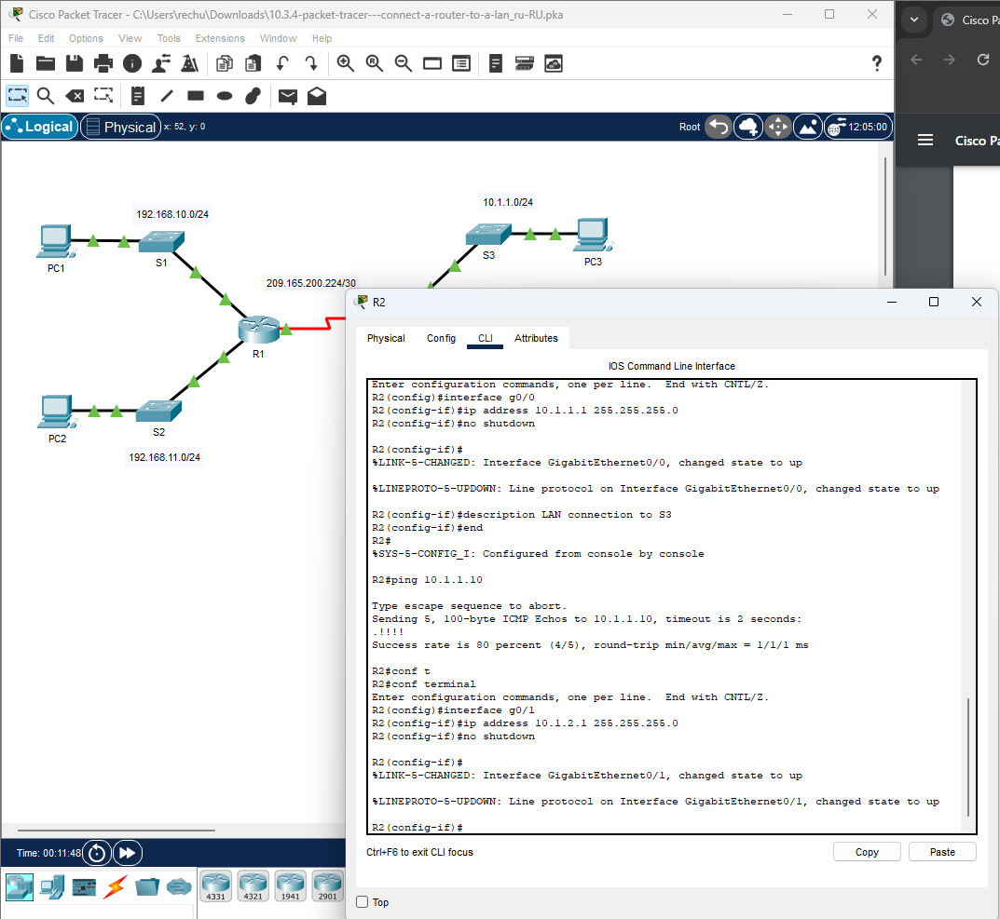 Cisco Packet Tracer - C:\Users\rechu\Downloads\10.3.4-packet-tracer---connect-a-router-to-a-lan_ru-RU.pka
Cisco Pa
File Edit Options View Tools Extensions Window Help
Logical Physical x: 52, y: 0 Root 12:05:00
Cisco Pa
192.168.10.0/24
10.1.1.0/24
PC1
S1
S3
PC3
209.165.200.224/30
R1
PC2
S2
192.168.11.0/24
R2
Physical Config CLI Attributes
IOS Command Line Interface
Enter configuration commands, one per line. End with CNTL/Z.
R2(config)#interface g0/0
R2(config-if)#ip address 10.1.1.1 255.255.255.0
R2(config-if)#no shutdown
R2(config-if)#
%LINK-5-CHANGED: Interface GigabitEthernet0/0, changed state to up
%LINEPROTO-5-UPDOWN: Line protocol on Interface GigabitEthernet0/0, changed state to up
R2(config-if)#description LAN connection to S3
R2(config-if)#end
R2#
%SYS-5-CONFIG_I: Configured from console by console
R2#ping 10.1.1.10
Type escape sequence to abort.
Sending 5, 100-byte ICMP Echos to 10.1.1.10, timeout is 2 seconds:
.!!!!
Success rate is 80 percent (4/5), round-trip min/avg/max = 1/1/1 ms
R2#conf t
R2#conf terminal
Enter configuration commands, one per line. End with CNTL/Z.
R2(config)#interface g0/1
R2(config-if)#ip address 10.1.2.1 255.255.255.0
R2(config-if)#no shutdown
R2(config-if)#
%LINK-5-CHANGED: Interface GigabitEthernet0/1, changed state to up
%LINEPROTO-5-UPDOWN: Line protocol on Interface GigabitEthernet0/1, changed state to up
R2(config-if)#
Ctrl+F6 to exit CLI focus
Copy Paste
Top
Time: 00:11:48
4331 4321 1941 2901